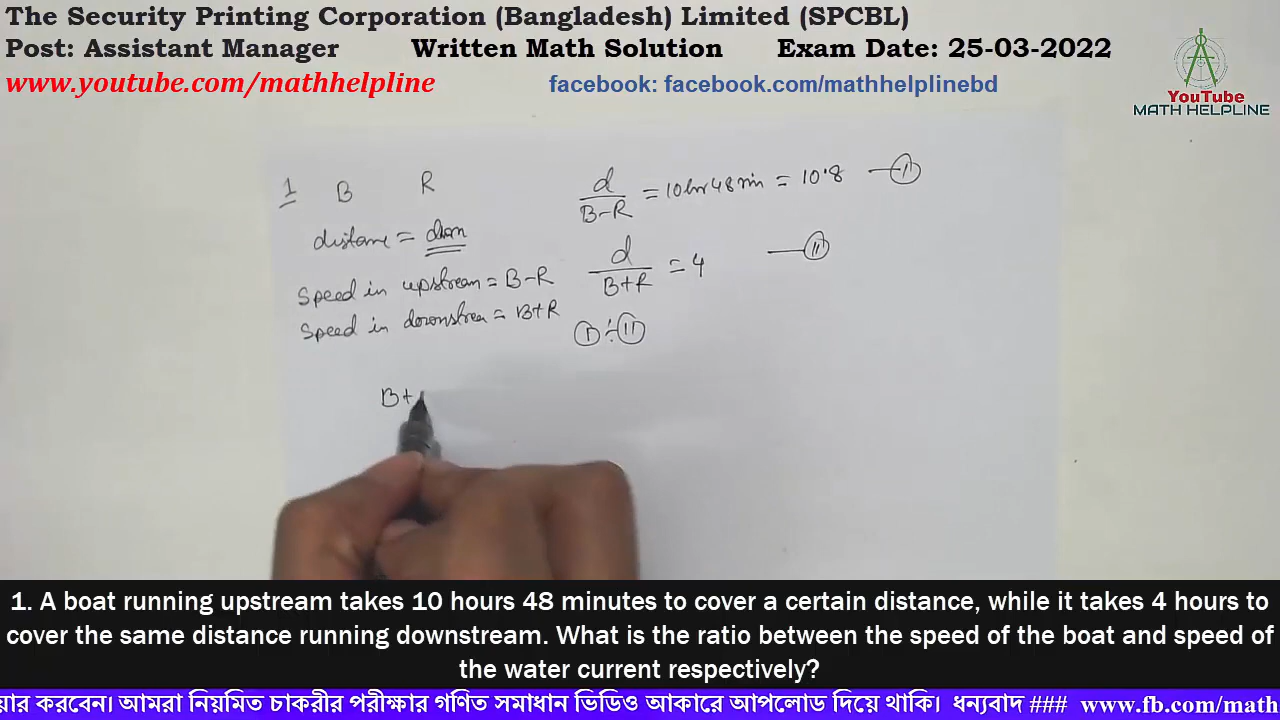 The Security Printing Corporation (Bangladesh) Limited (SPCBL)
Post: Assistant Manager Written Math Solution Exam Date: 25-03-2022
www.youtube.com/mathhelpline facebook: facebook.com/mathhelplinebd
YouTube
MATH HELPLINE
1 B R
distance =
Speed in upstream = B-R
Speed in downstrea = B+R
d/B-R = 10hr 48 min = 10.8 — I
d/B+R = 4 — II
I ÷ II
B+
1. A boat running upstream takes 10 hours 48 minutes to cover a certain distance, while it takes 4 hours to
cover the same distance running downstream. What is the ratio between the speed of the boat and speed of
the water current respectively?
য়ার করবেন। আমরা নিয়মিত চাকরীর পরীক্ষার গণিত সমাধান ভিডিও আকারে আপলোড দিয়ে থাকি। ধন্যবাদ ### www.fb.com/math